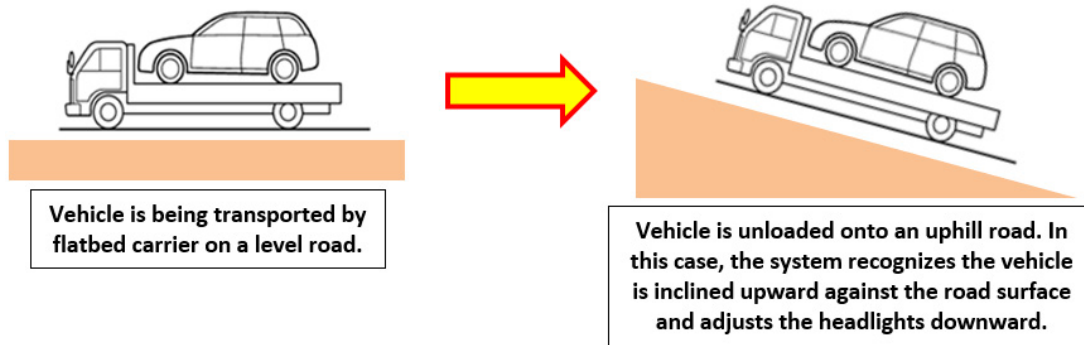 Vehicle is being transported by
flatbed carrier on a level road.
Vehicle is unloaded onto an uphill road. In
this case, the system recognizes the vehicle
is inclined upward against the road surface
and adjusts the headlights downward.